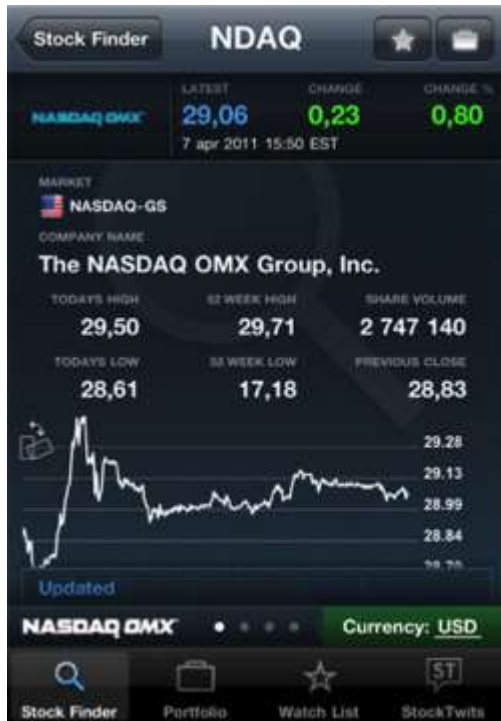 Stock Finder
NDAQ
LATEST CHANGE CHANGE %
NASDAQ OMX
29,06 0,23 0,80
7 apr 2011 15:50 EST
MARKET
NASDAQ-GS
COMPANY NAME
The NASDAQ OMX Group, Inc.
TODAYS HIGH 52 WEEK HIGH SHARE VOLUME
29,50 29,71 2 747 140
TODAYS LOW 52 WEEK LOW PREVIOUS CLOSE
28,61 17,18 28,83
29.28
29.13
28.99
28.84
Updated
NASDAQ OMX Currency: USD
ST
Stock Finder Portfolio Watch List StockTwits